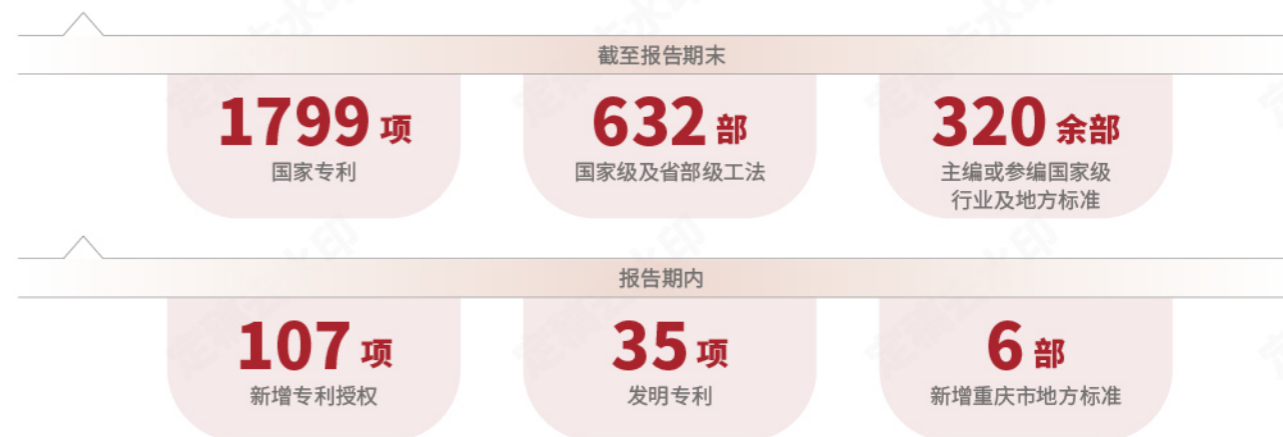 截至报告期末
1799 项
国家专利
632 部
国家级及省部级工法
320 余部
主编或参编国家级
行业及地方标准
报告期内
107 项
新增专利授权
35 项
发明专利
6 部
新增重庆市地方标准